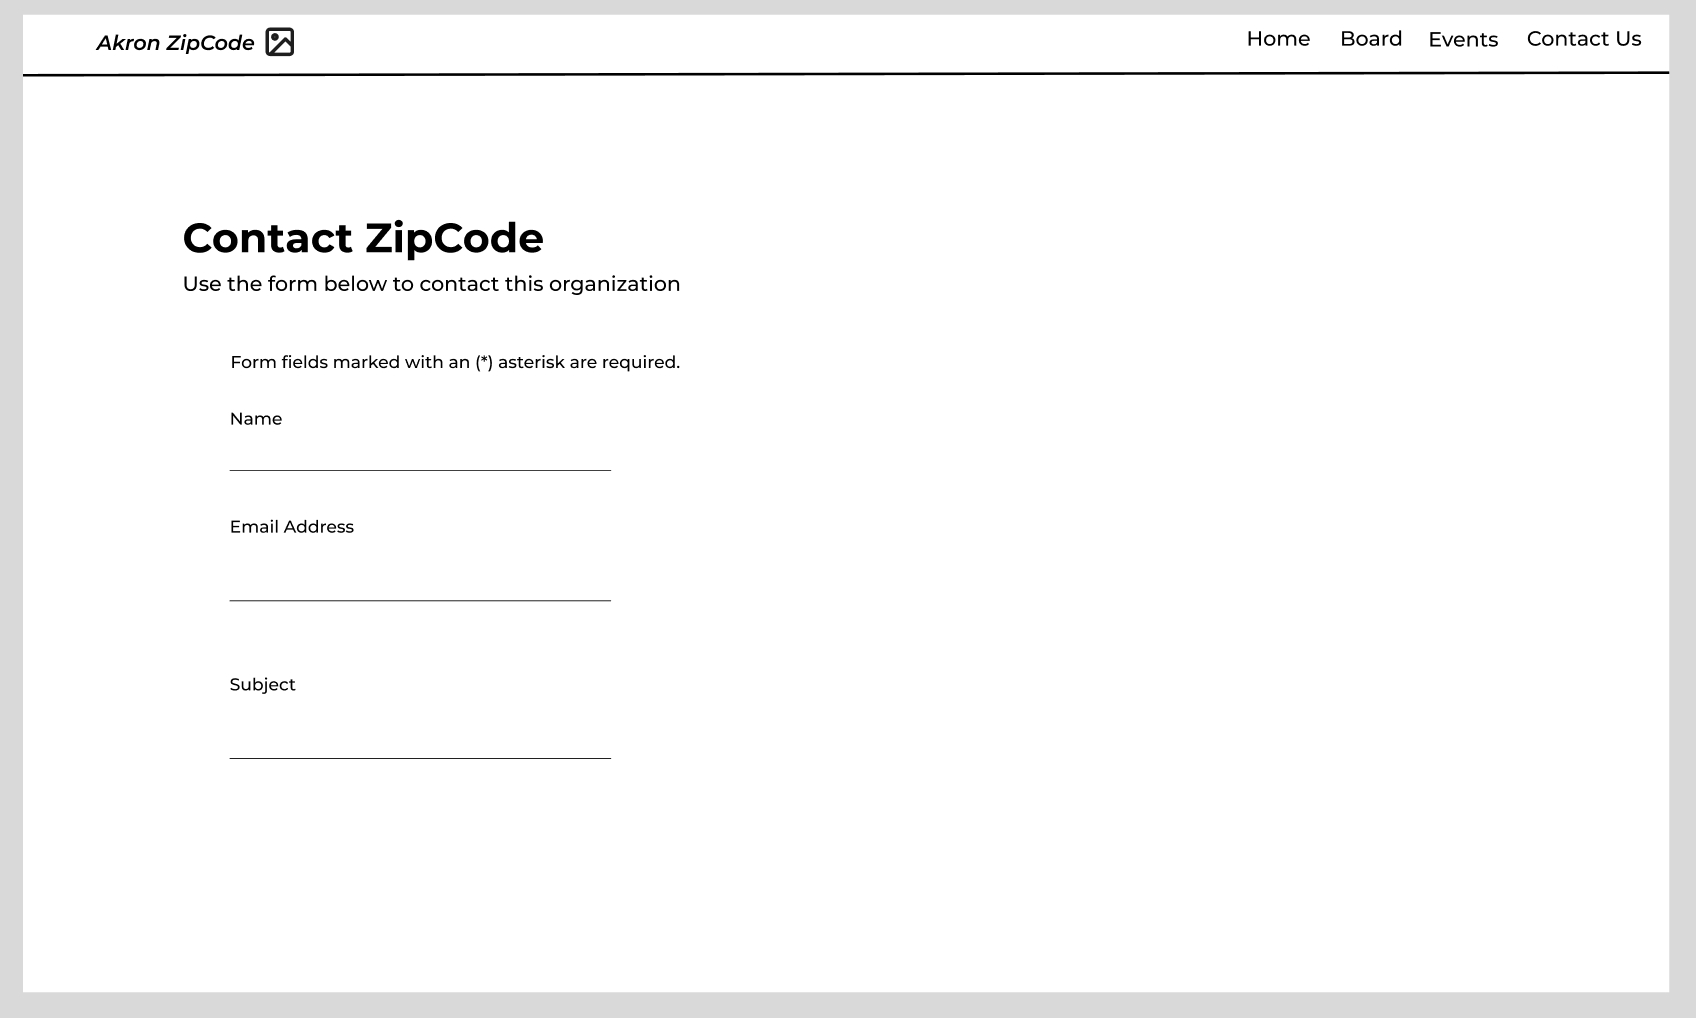 Akron ZipCode
Home Board Events Contact Us
Contact ZipCode
Use the form below to contact this organization
Form fields marked with an (*) asterisk are required.
Name
Email Address
Subject